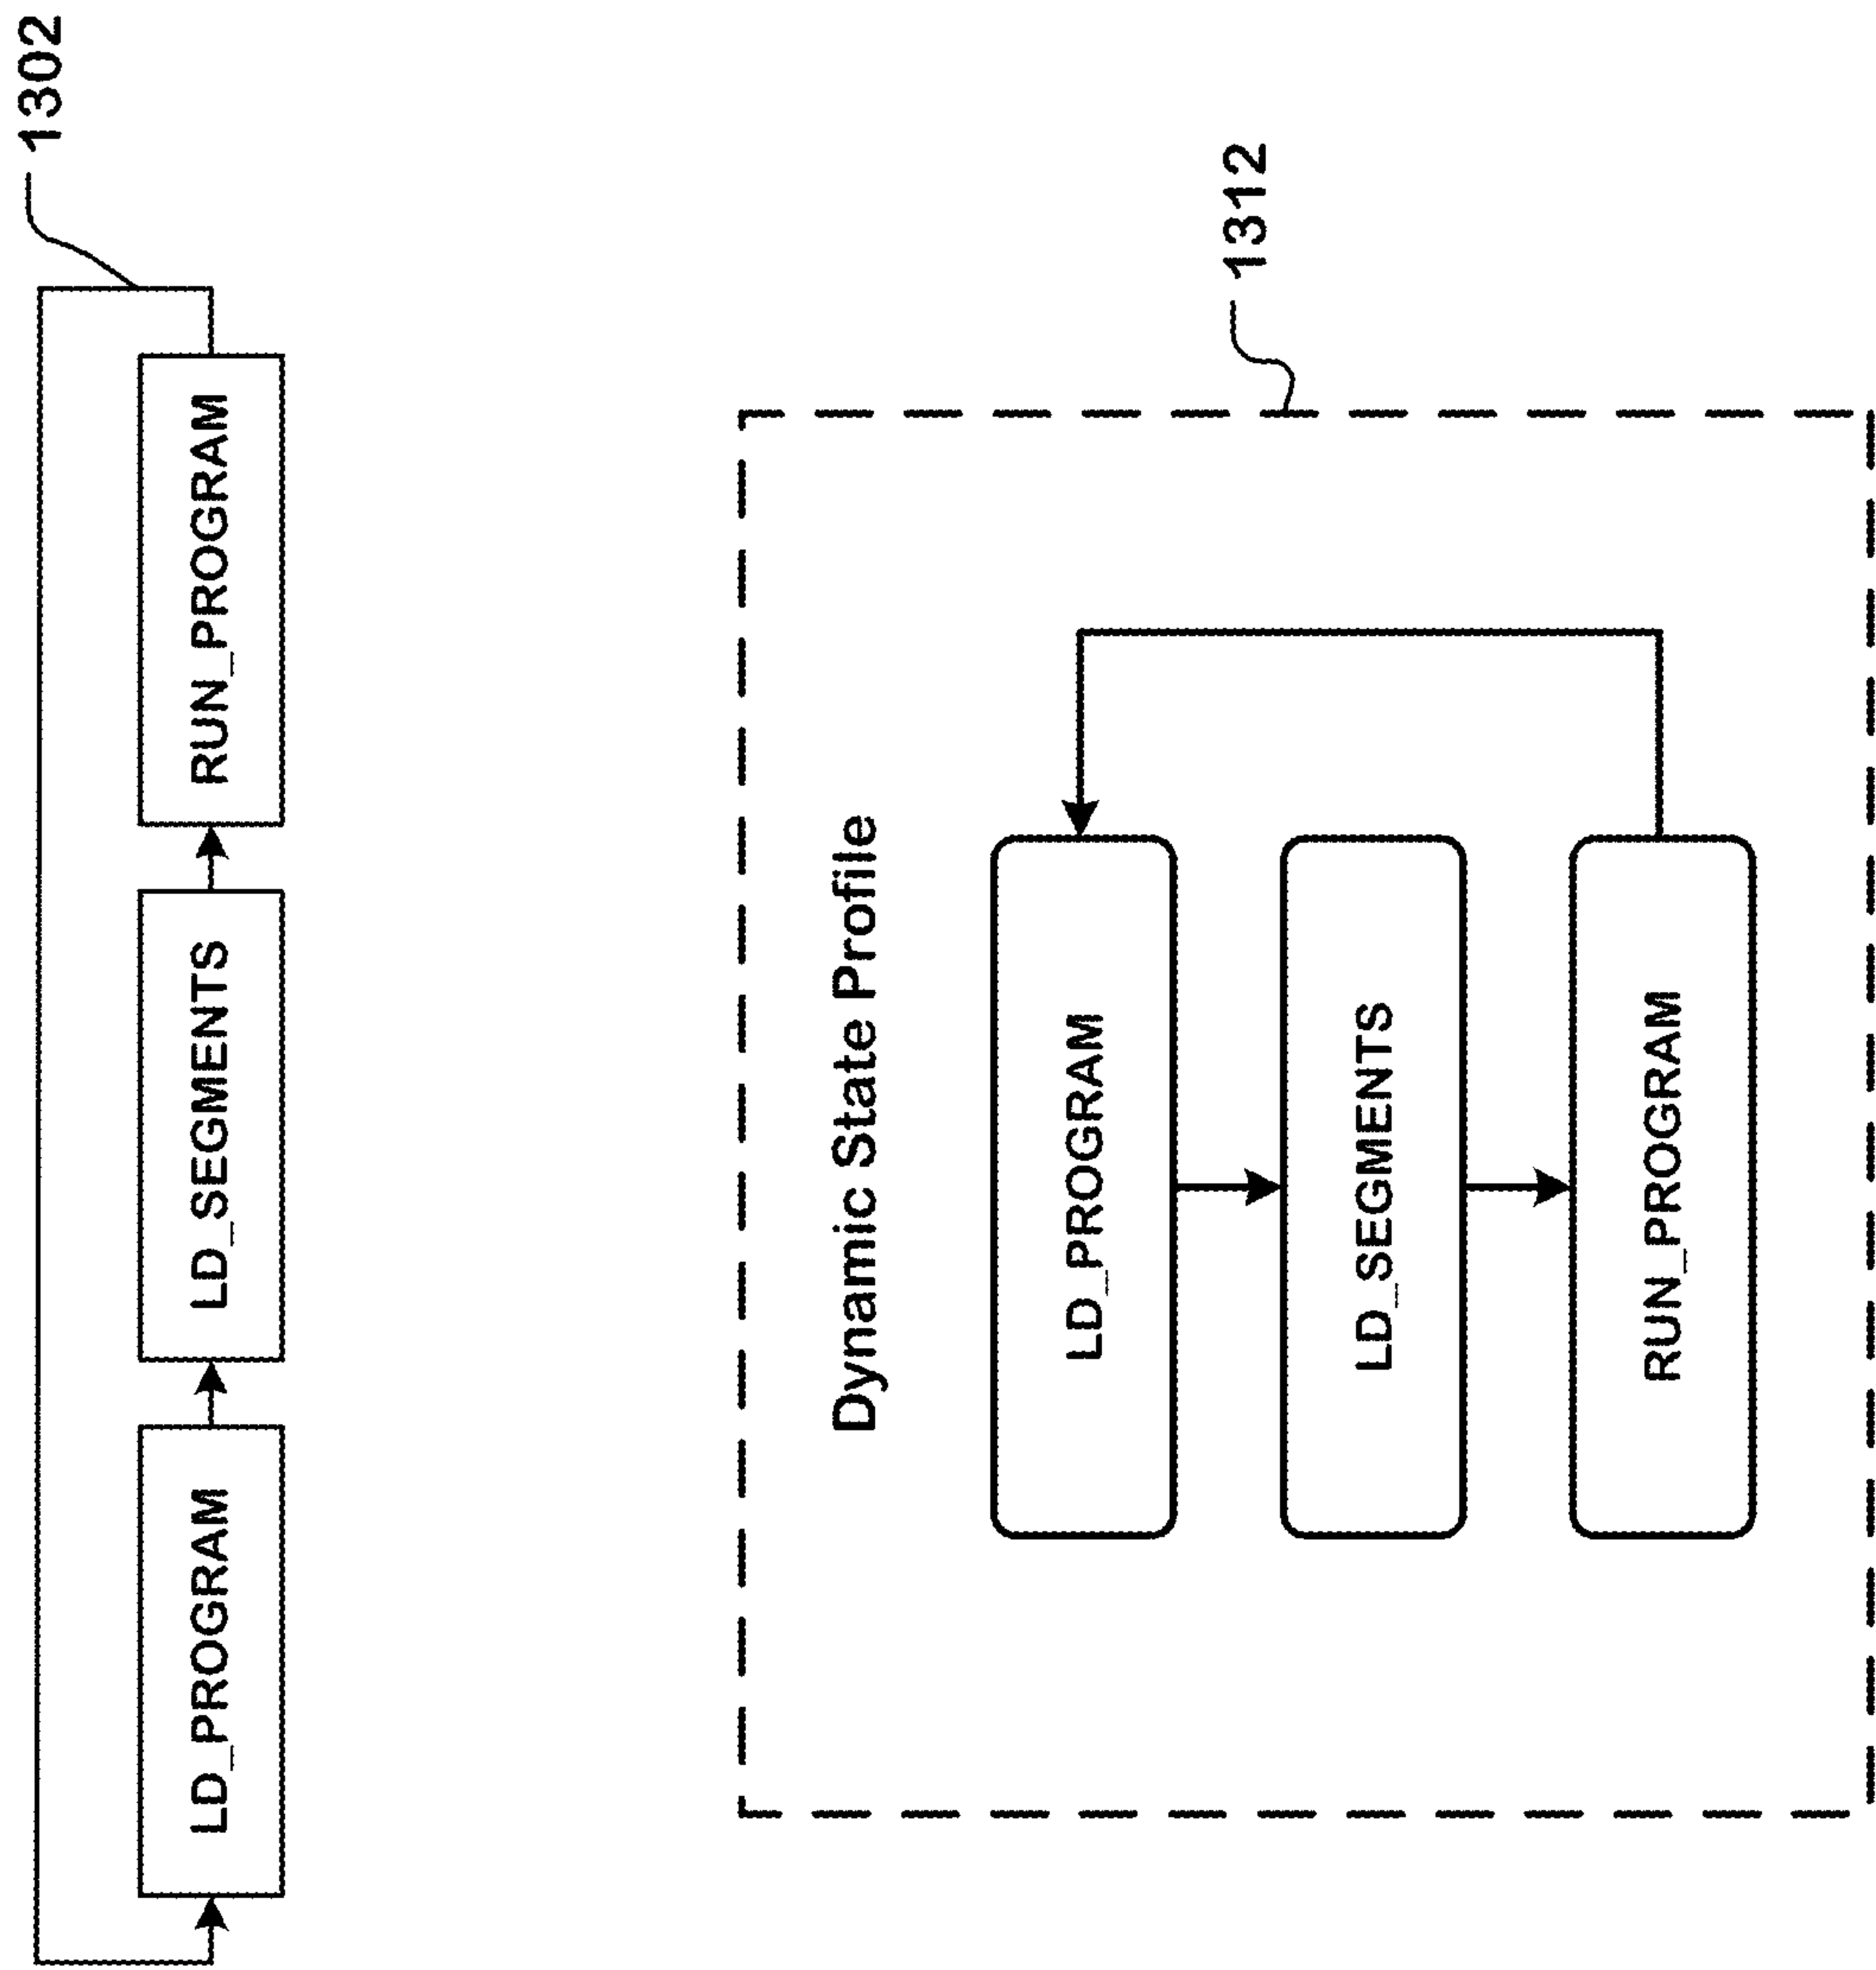 1302
LD_PROGRAM
LD_SEGMENTS
RUN_PROGRAM
1312
Dynamic State Profile
LD_PROGRAM
LD_SEGMENTS
RUN_PROGRAM